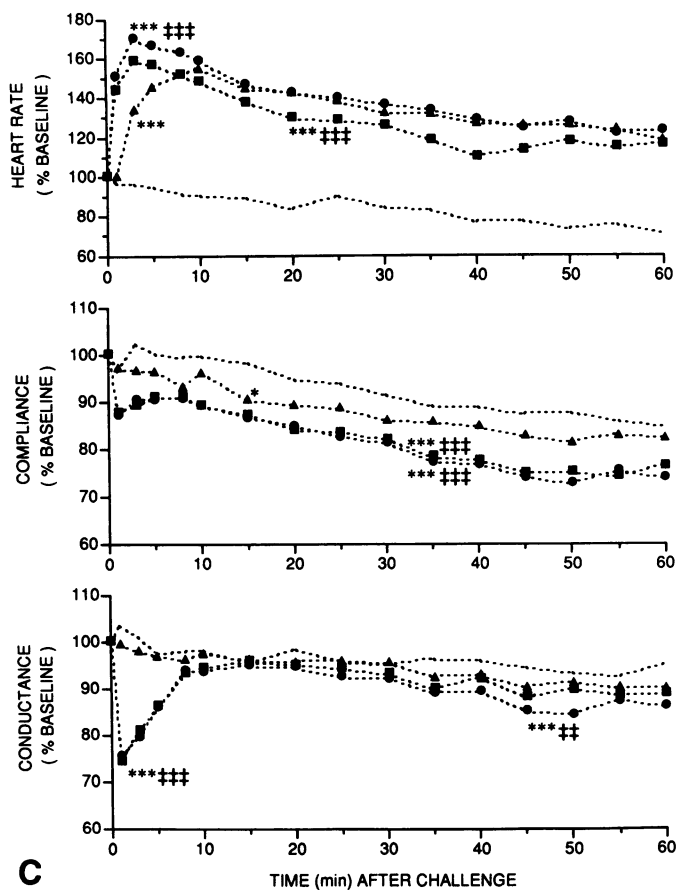 180
160
140
120
100
80
60
HEART RATE
( % BASELINE )
*** ‡‡‡
***
*** ‡‡‡
0 10 20 30 40 50 60
110
100
90
80
70
60
COMPLIANCE
( % BASELINE )
*
*** ‡‡‡
*** ‡‡‡
0 10 20 30 40 50 60
110
100
90
80
70
60
CONDUCTANCE
( % BASELINE )
***‡‡‡
***‡‡
0 10 20 30 40 50 60
C
TIME (min) AFTER CHALLENGE